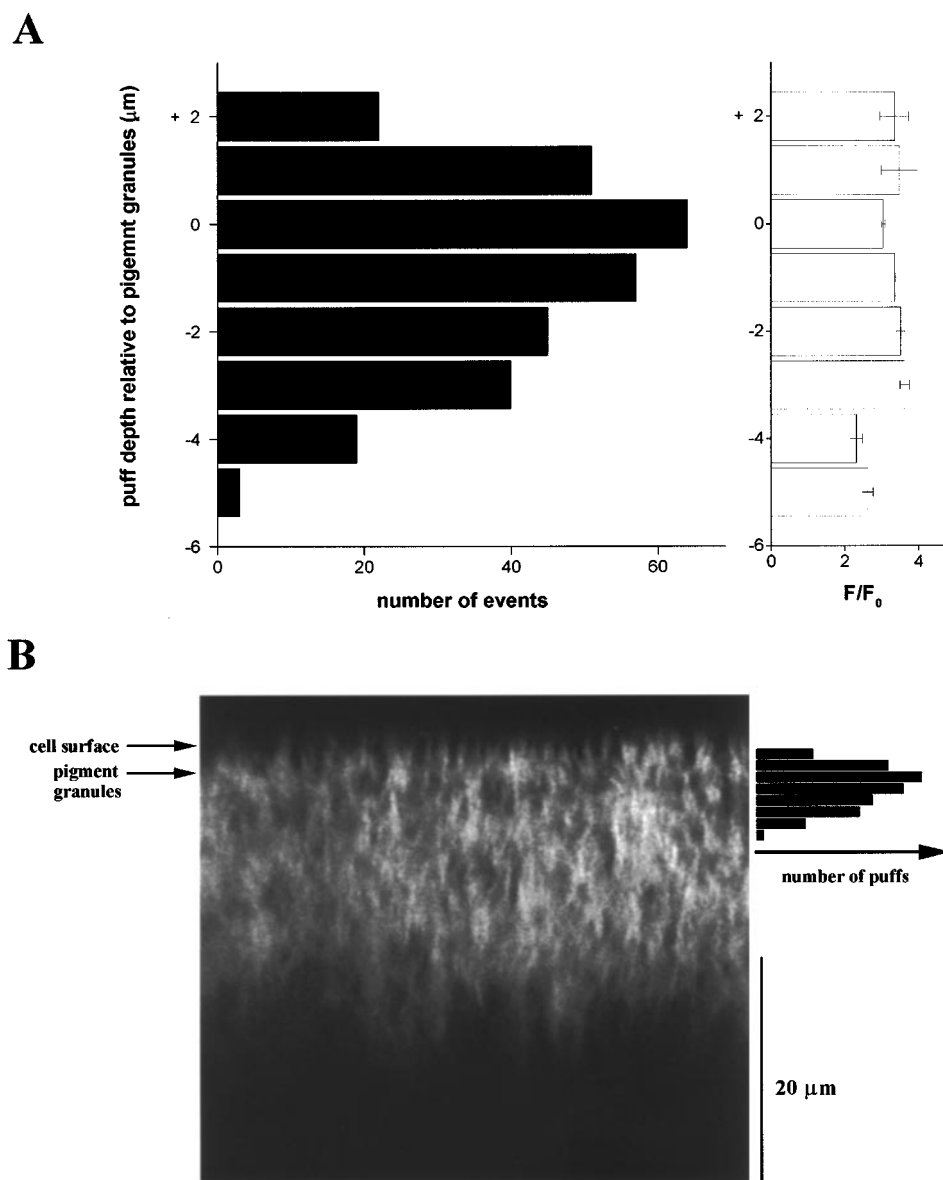 A
puff depth relative to pigemnt granules (μm)
+ 2
0
-2
-4
-6
0
20
40
60
number of events
+ 2
0
-2
-4
-6
0
2
4
F/F₀
B
cell surface
pigment
granules
number of puffs
20 μm